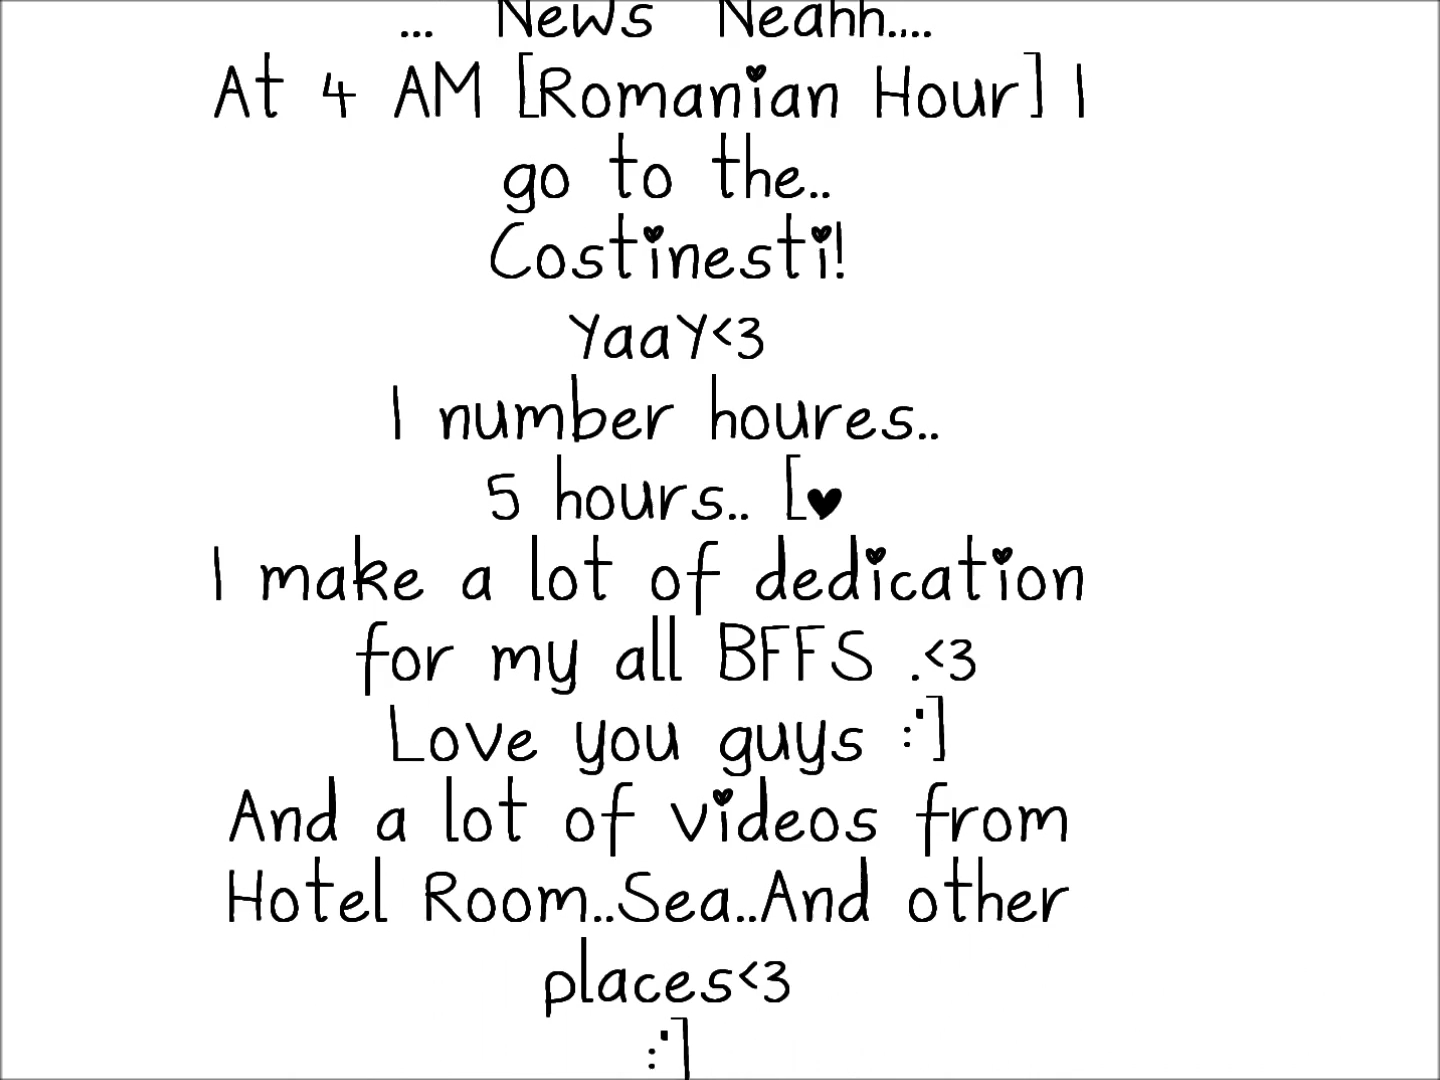 ... News Neahh....
At 4 AM [Romanian Hour] I
go to the..
Costinesti!
YaaY<3
I number houres..
5 hours.. [♥
I make a lot of dedication
for my all BFFS .<3
Love you guys :']
And a lot of videos from
Hotel Room..Sea..And other
places<3
:']